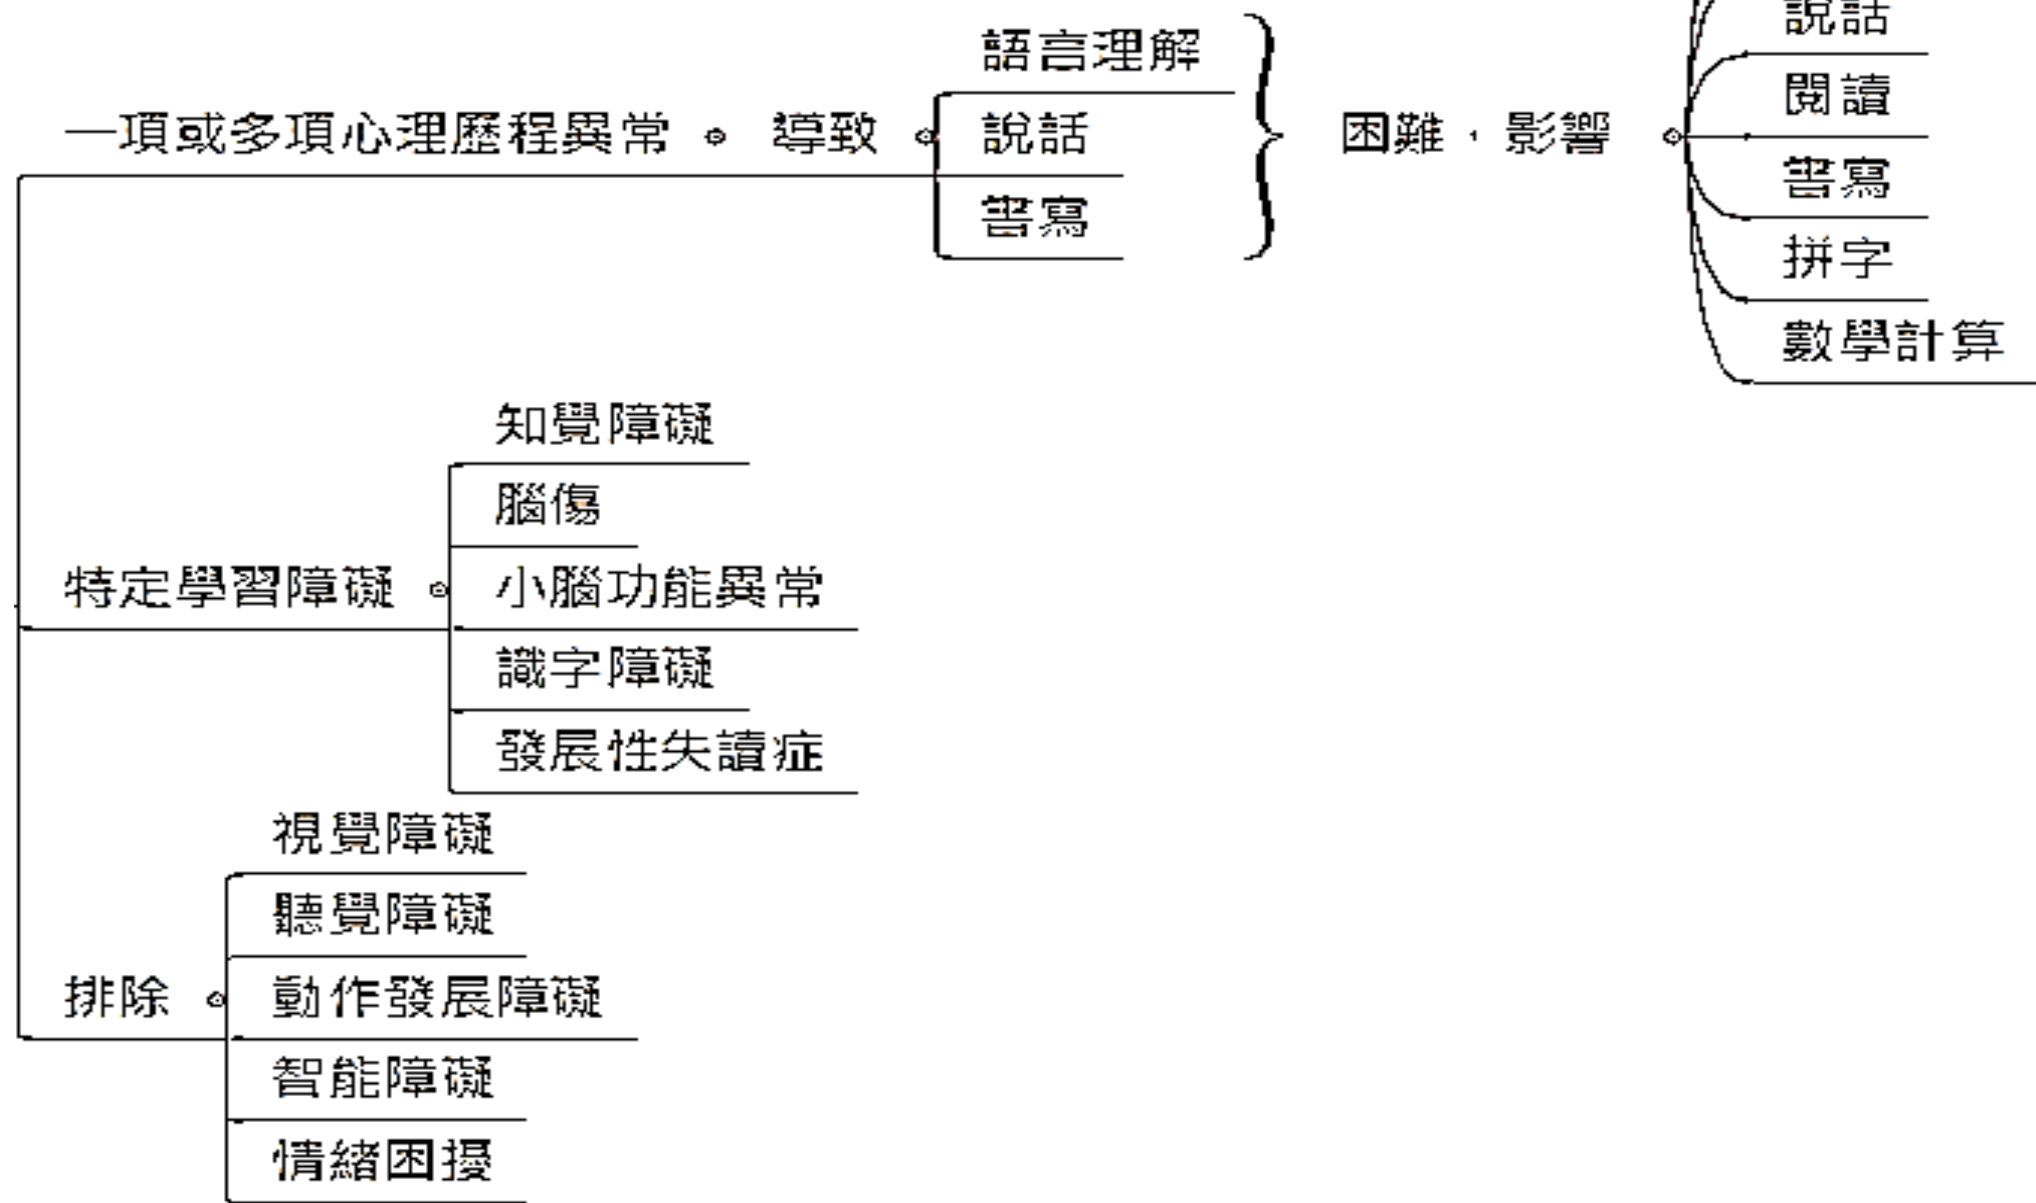 一項或多項心理歷程異常
導致
語言理解
說話
書寫
困難，影響
說話
閱讀
書寫
拼字
數學計算
特定學習障礙
知覺障礙
腦傷
小腦功能異常
識字障礙
發展性失讀症
排除
視覺障礙
聽覺障礙
動作發展障礙
智能障礙
情緒困擾